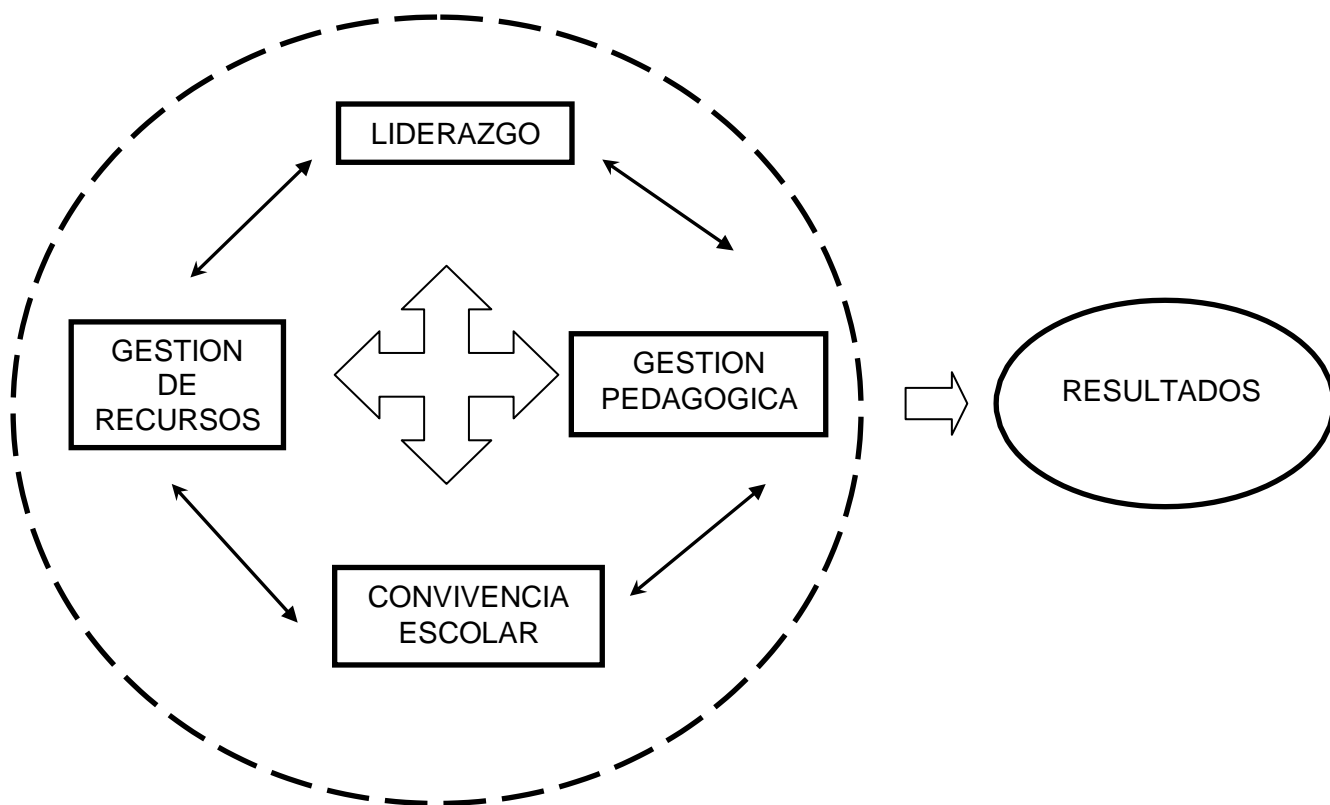 LIDERAZGO
GESTION
DE
RECURSOS
GESTION
PEDAGOGICA
RESULTADOS
CONVIVENCIA
ESCOLAR